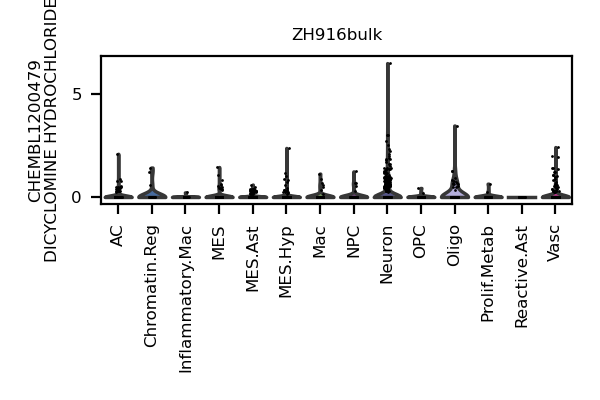 ZH916bulk
CHEMBL1200479
DICYCLOMINE HYDROCHLORIDE
5
0
AC
Chromatin.Reg
Inflammatory.Mac
MES
MES.Ast
MES.Hyp
Mac
NPC
Neuron
OPC
Oligo
Prolif.Metab
Reactive.Ast
Vasc